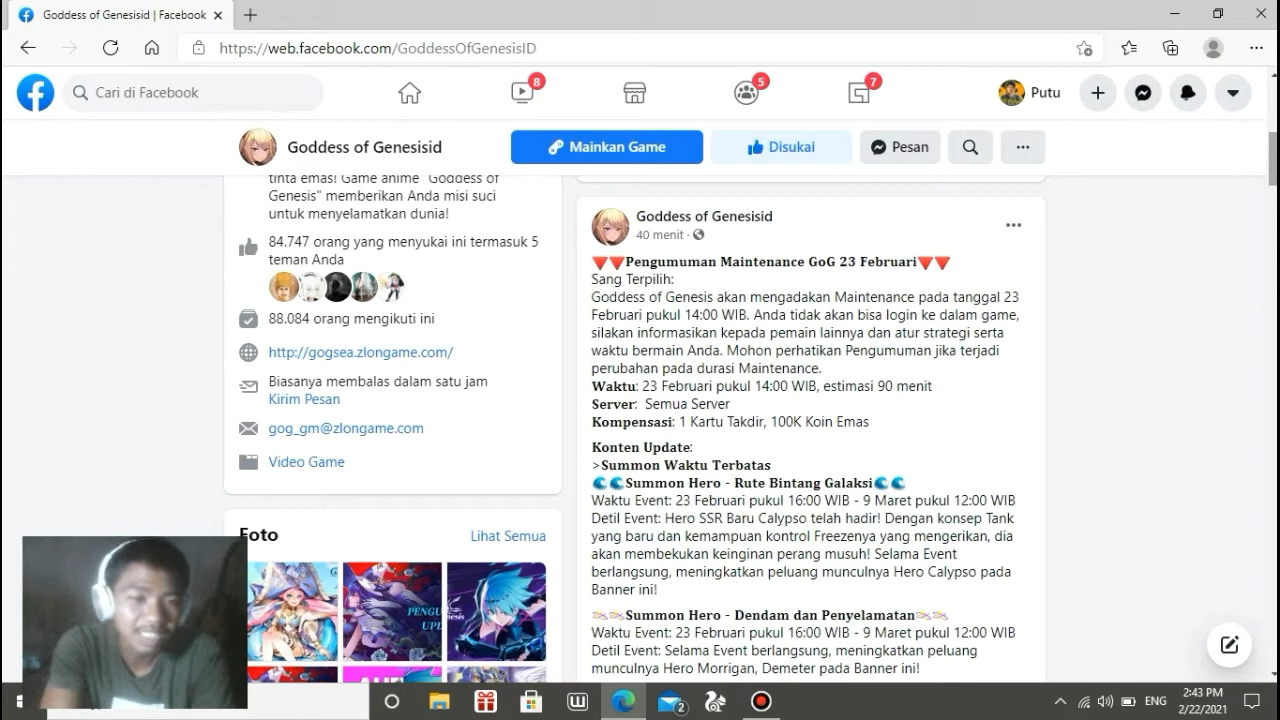 Goddess of Genesisid | Facebook
https://web.facebook.com/GoddessOfGenesisID
Cari di Facebook
8
5
7
Putu
Goddess of Genesisid
Mainkan Game
Disukai
Pesan
tinta emas! Game anime "Goddess of
Genesis" memberikan Anda misi suci
untuk menyelamatkan dunia!
84.747 orang yang menyukai ini termasuk 5
teman Anda
88.084 orang mengikuti ini
http://gogsea.zlongame.com/
Biasanya membalas dalam satu jam
Kirim Pesan
gog_gm@zlongame.com
Video Game
Foto
Lihat Semua
Goddess of Genesisid
40 menit ·
Pengumuman Maintenance GoG 23 Februari
Sang Terpilih:
Goddess of Genesis akan mengadakan Maintenance pada tanggal 23
Februari pukul 14:00 WIB. Anda tidak akan bisa login ke dalam game,
silakan informasikan kepada pemain lainnya dan atur strategi serta
waktu bermain Anda. Mohon perhatikan Pengumuman jika terjadi
perubahan pada durasi Maintenance.
Waktu: 23 Februari pukul 14:00 WIB, estimasi 90 menit
Server: Semua Server
Kompensasi: 1 Kartu Takdir, 100K Koin Emas
Konten Update:
>Summon Waktu Terbatas
Summon Hero - Rute Bintang Galaksi
Waktu Event: 23 Februari pukul 16:00 WIB - 9 Maret pukul 12:00 WIB
Detil Event: Hero SSR Baru Calypso telah hadir! Dengan konsep Tank
yang baru dan kemampuan kontrol Freezenya yang mengerikan, dia
akan membekukan keinginan perang musuh! Selama Event
berlangsung, meningkatkan peluang munculnya Hero Calypso pada
Banner ini!
Summon Hero - Dendam dan Penyelamatan
Waktu Event: 23 Februari pukul 16:00 WIB - 9 Maret pukul 12:00 WIB
Detil Event: Selama Event berlangsung, meningkatkan peluang
munculnya Hero Morrigan, Demeter pada Banner ini!
2
ENG
2:43 PM
2/22/2021